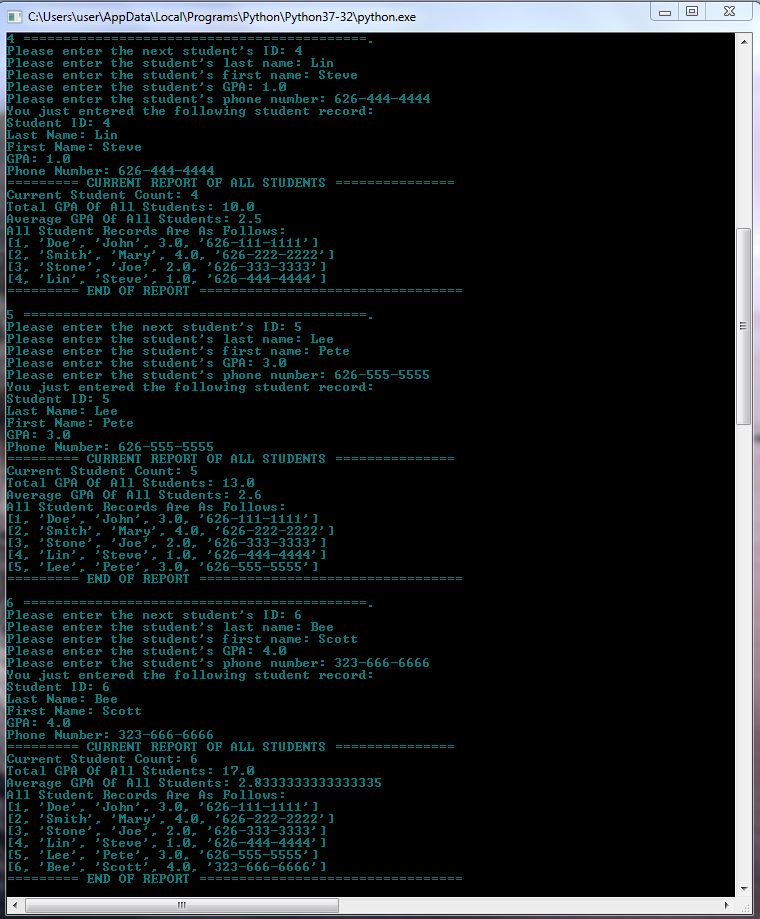 C:\Users\user\AppData\Local\Programs\Python\Python37-32\python.exe
4 ===========================================.
Please enter the next student's ID: 4
Please enter the student's last name: Lin
Please enter the student's first name: Steve
Please enter the student's GPA: 1.0
Please enter the student's phone number: 626-444-4444
You just entered the following student record:
Student ID: 4
Last Name: Lin
First Name: Steve
GPA: 1.0
Phone Number: 626-444-4444
========= CURRENT REPORT OF ALL STUDENTS ===============
Current Student Count: 4
Total GPA Of All Students: 10.0
Average GPA Of All Students: 2.5
All Student Records Are As Follows:
[1, 'Doe', 'John', 3.0, '626-111-1111']
[2, 'Smith', 'Mary', 4.0, '626-222-2222']
[3, 'Stone', 'Joe', 2.0, '626-333-3333']
[4, 'Lin', 'Steve', 1.0, '626-444-4444']
========= END OF REPORT =================================
5 ===========================================.
Please enter the next student's ID: 5
Please enter the student's last name: Lee
Please enter the student's first name: Pete
Please enter the student's GPA: 3.0
Please enter the student's phone number: 626-555-5555
You just entered the following student record:
Student ID: 5
Last Name: Lee
First Name: Pete
GPA: 3.0
Phone Number: 626-555-5555
========= CURRENT REPORT OF ALL STUDENTS ===============
Current Student Count: 5
Total GPA Of All Students: 13.0
Average GPA Of All Students: 2.6
All Student Records Are As Follows:
[1, 'Doe', 'John', 3.0, '626-111-1111']
[2, 'Smith', 'Mary', 4.0, '626-222-2222']
[3, 'Stone', 'Joe', 2.0, '626-333-3333']
[4, 'Lin', 'Steve', 1.0, '626-444-4444']
[5, 'Lee', 'Pete', 3.0, '626-555-5555']
========= END OF REPORT =================================
6 ===========================================.
Please enter the next student's ID: 6
Please enter the student's last name: Bee
Please enter the student's first name: Scott
Please enter the student's GPA: 4.0
Please enter the student's phone number: 323-666-6666
You just entered the following student record:
Student ID: 6
Last Name: Bee
First Name: Scott
GPA: 4.0
Phone Number: 323-666-6666
========= CURRENT REPORT OF ALL STUDENTS ===============
Current Student Count: 6
Total GPA Of All Students: 17.0
Average GPA Of All Students: 2.8333333333333335
All Student Records Are As Follows:
[1, 'Doe', 'John', 3.0, '626-111-1111']
[2, 'Smith', 'Mary', 4.0, '626-222-2222']
[3, 'Stone', 'Joe', 2.0, '626-333-3333']
[4, 'Lin', 'Steve', 1.0, '626-444-4444']
[5, 'Lee', 'Pete', 3.0, '626-555-5555']
[6, 'Bee', 'Scott', 4.0, '323-666-6666']
========= END OF REPORT =================================